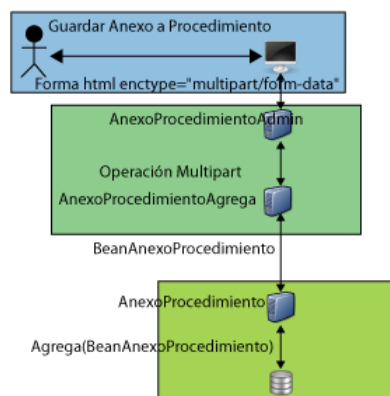 Guardar Anexo a Procedimiento
Forma html enctype="multipart/form-data"
AnexoProcedimientoAdmin
Operación Multipart
AnexoProcedimientoAgrega
BeanAnexoProcedimiento
AnexoProcedimiento
Agrega(BeanAnexoProcedimiento)